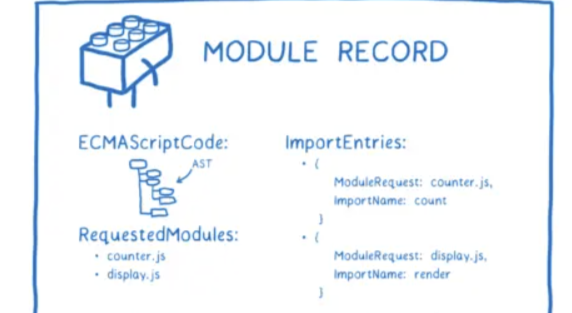 MODULE RECORD
ECMAScriptCode:
AST
RequestedModules:
• counter.js
• display.js
ImportEntries:
• {
ModuleRequest: counter.js,
ImportName: count
}
• {
ModuleRequest: display.js,
ImportName: render
}